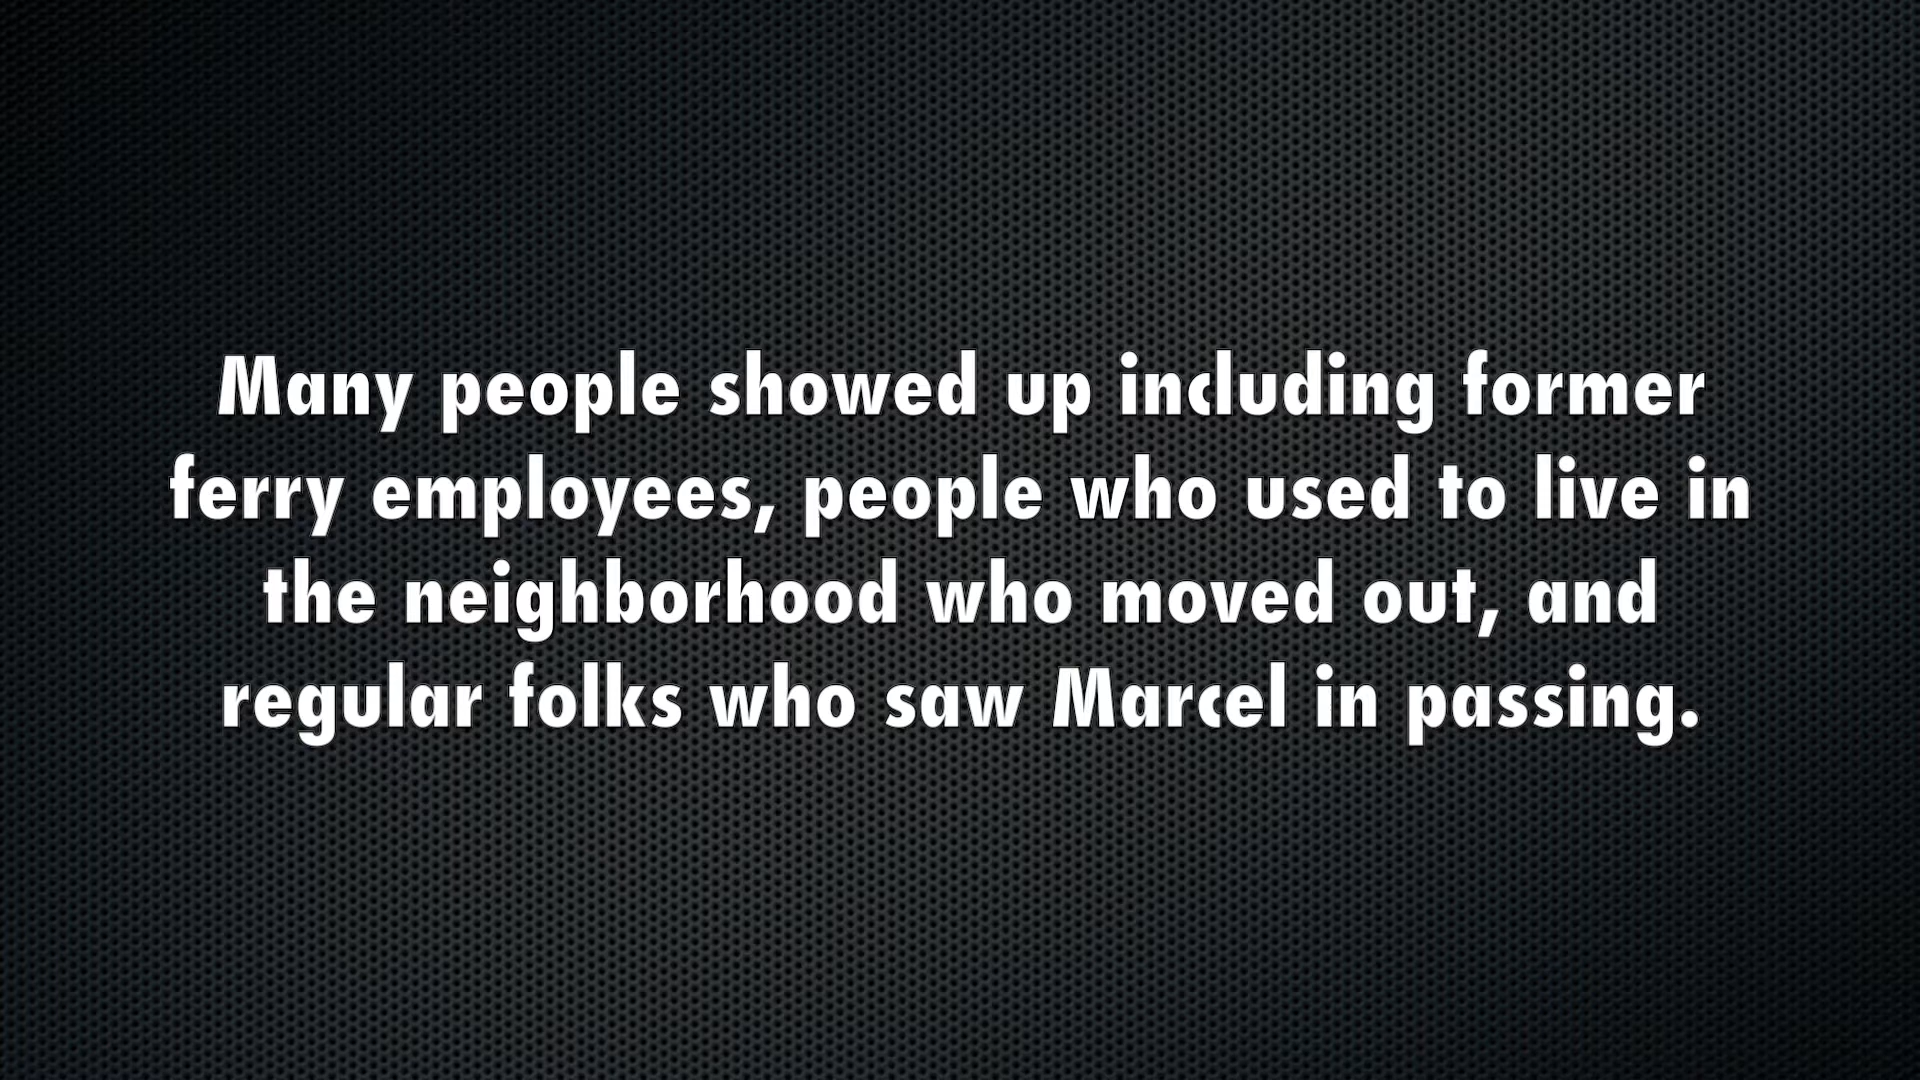 Many people showed up including former
ferry employees, people who used to live in
the neighborhood who moved out, and
regular folks who saw Marcel in passing.